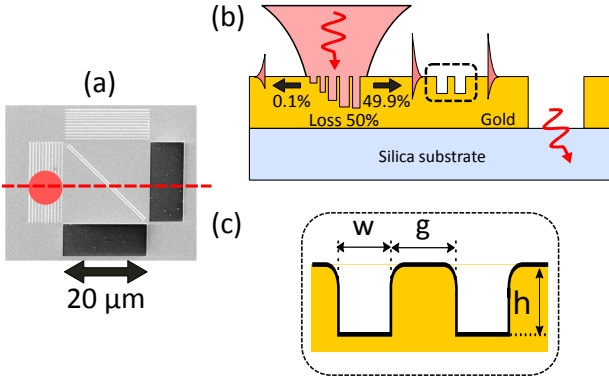 (a)
20 μm
(b)
0.1%
49.9%
Loss 50%
Gold
Silica substrate
(c)
w
g
h